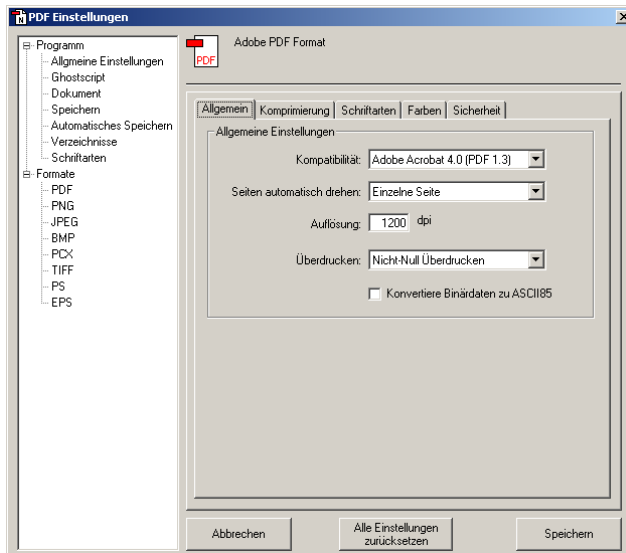 PDF Einstellungen
Programm
Allgmeine Einstellungen
Ghostscript
Dokument
Speichern
Automatisches Speichern
Verzeichnisse
Schriftarten
Formate
PDF
PNG
JPEG
BMP
PCX
TIFF
PS
EPS
PDF
Adobe PDF Format
Allgemein Komprimierung Schriftarten Farben Sicherheit
Allgemeine Einstellungen
Kompatibilität: Adobe Acrobat 4.0 (PDF 1.3)
Seiten automatisch drehen: Einzelne Seite
Auflösung: 1200 dpi
Überdrucken: Nicht-Null Überdrucken
Konvertiere Binärdaten zu ASCII85
Abbrechen
Alle Einstellungen
zurücksetzen
Speichern